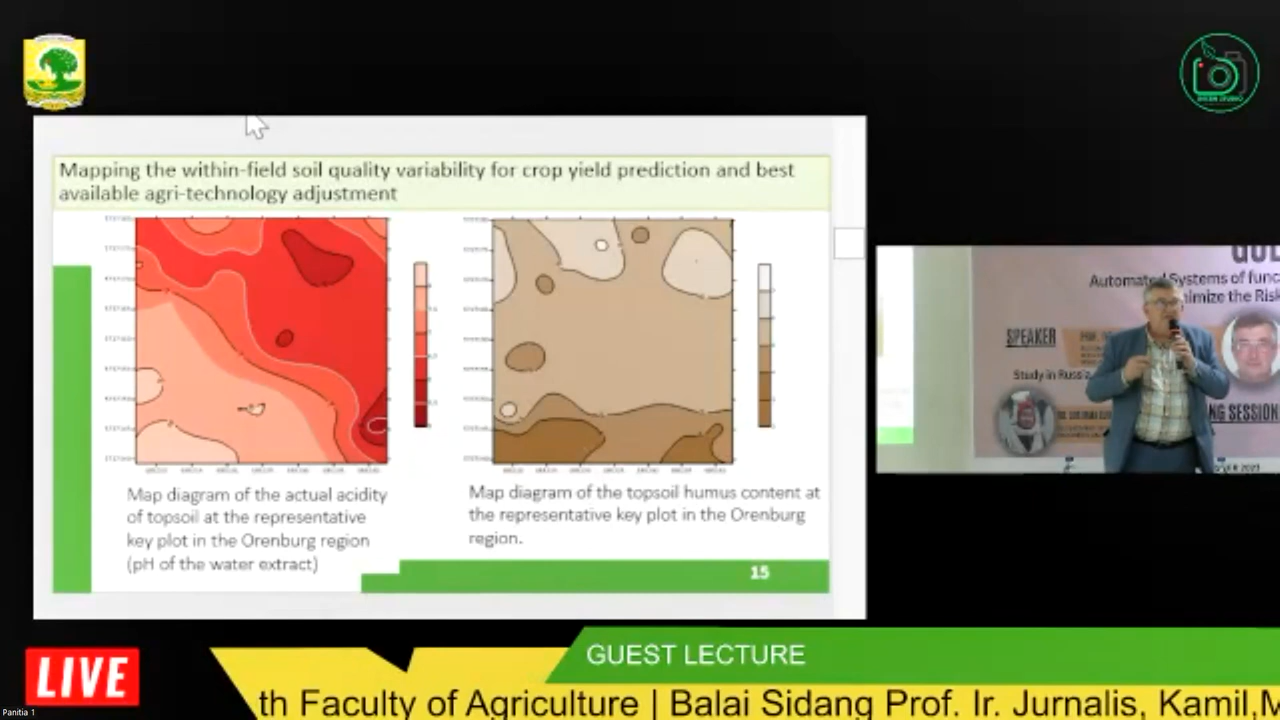 Mapping the within-field soil quality variability for crop yield prediction and best
available agri-technology adjustment
Map diagram of the actual acidity
of topsoil at the representative
key plot in the Orenburg region
(pH of the water extract)
Map diagram of the topsoil humus content at
the representative key plot in the Orenburg
region.
15
Automated Systems of func
imize the Risk
SPEAKER
Study in Russia
NG SESSION
LIVE
GUEST LECTURE
th Faculty of Agriculture | Balai Sidang Prof. Ir. Jurnalis, Kamil,M
Panitia 1